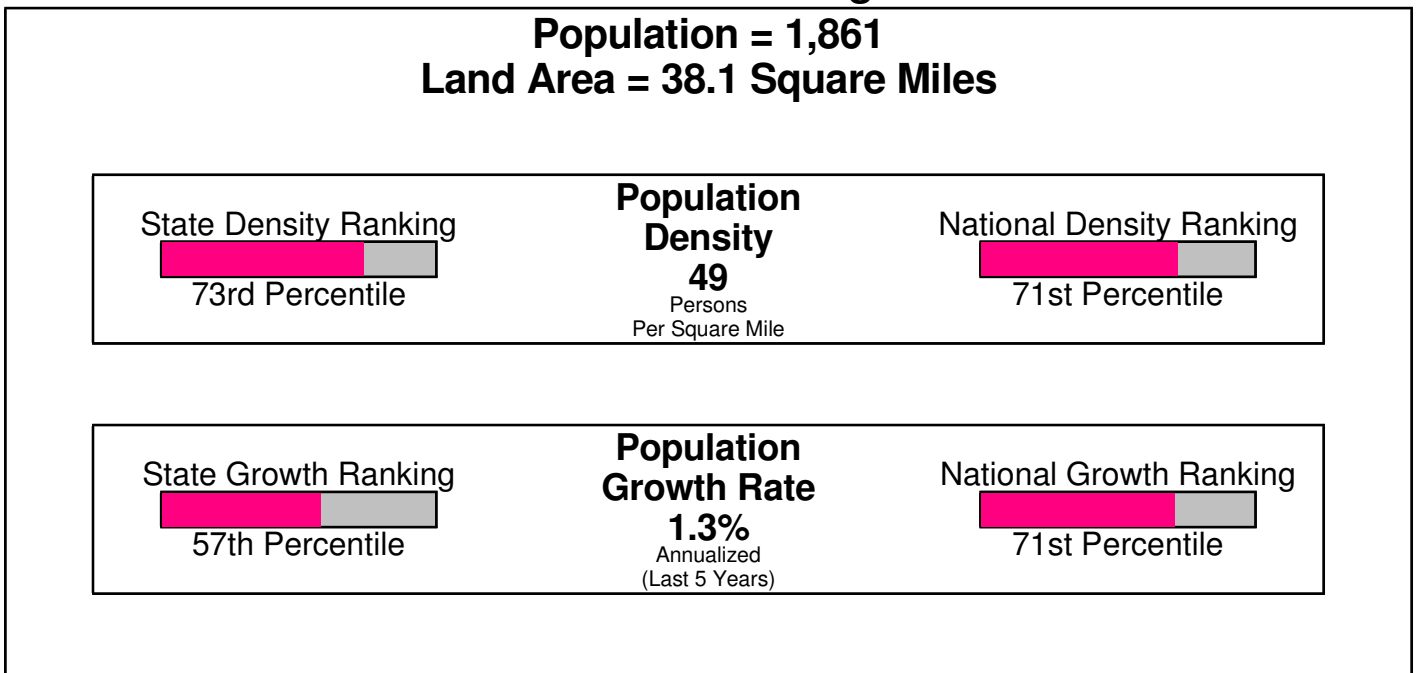 Population = 1,861
Land Area = 38.1 Square Miles
State Density Ranking
73rd Percentile
Population
Density
49
Persons
Per Square Mile
National Density Ranking
71st Percentile
State Growth Ranking
57th Percentile
Population
Growth Rate
1.3%
Annualized
(Last 5 Years)
National Growth Ranking
71st Percentile